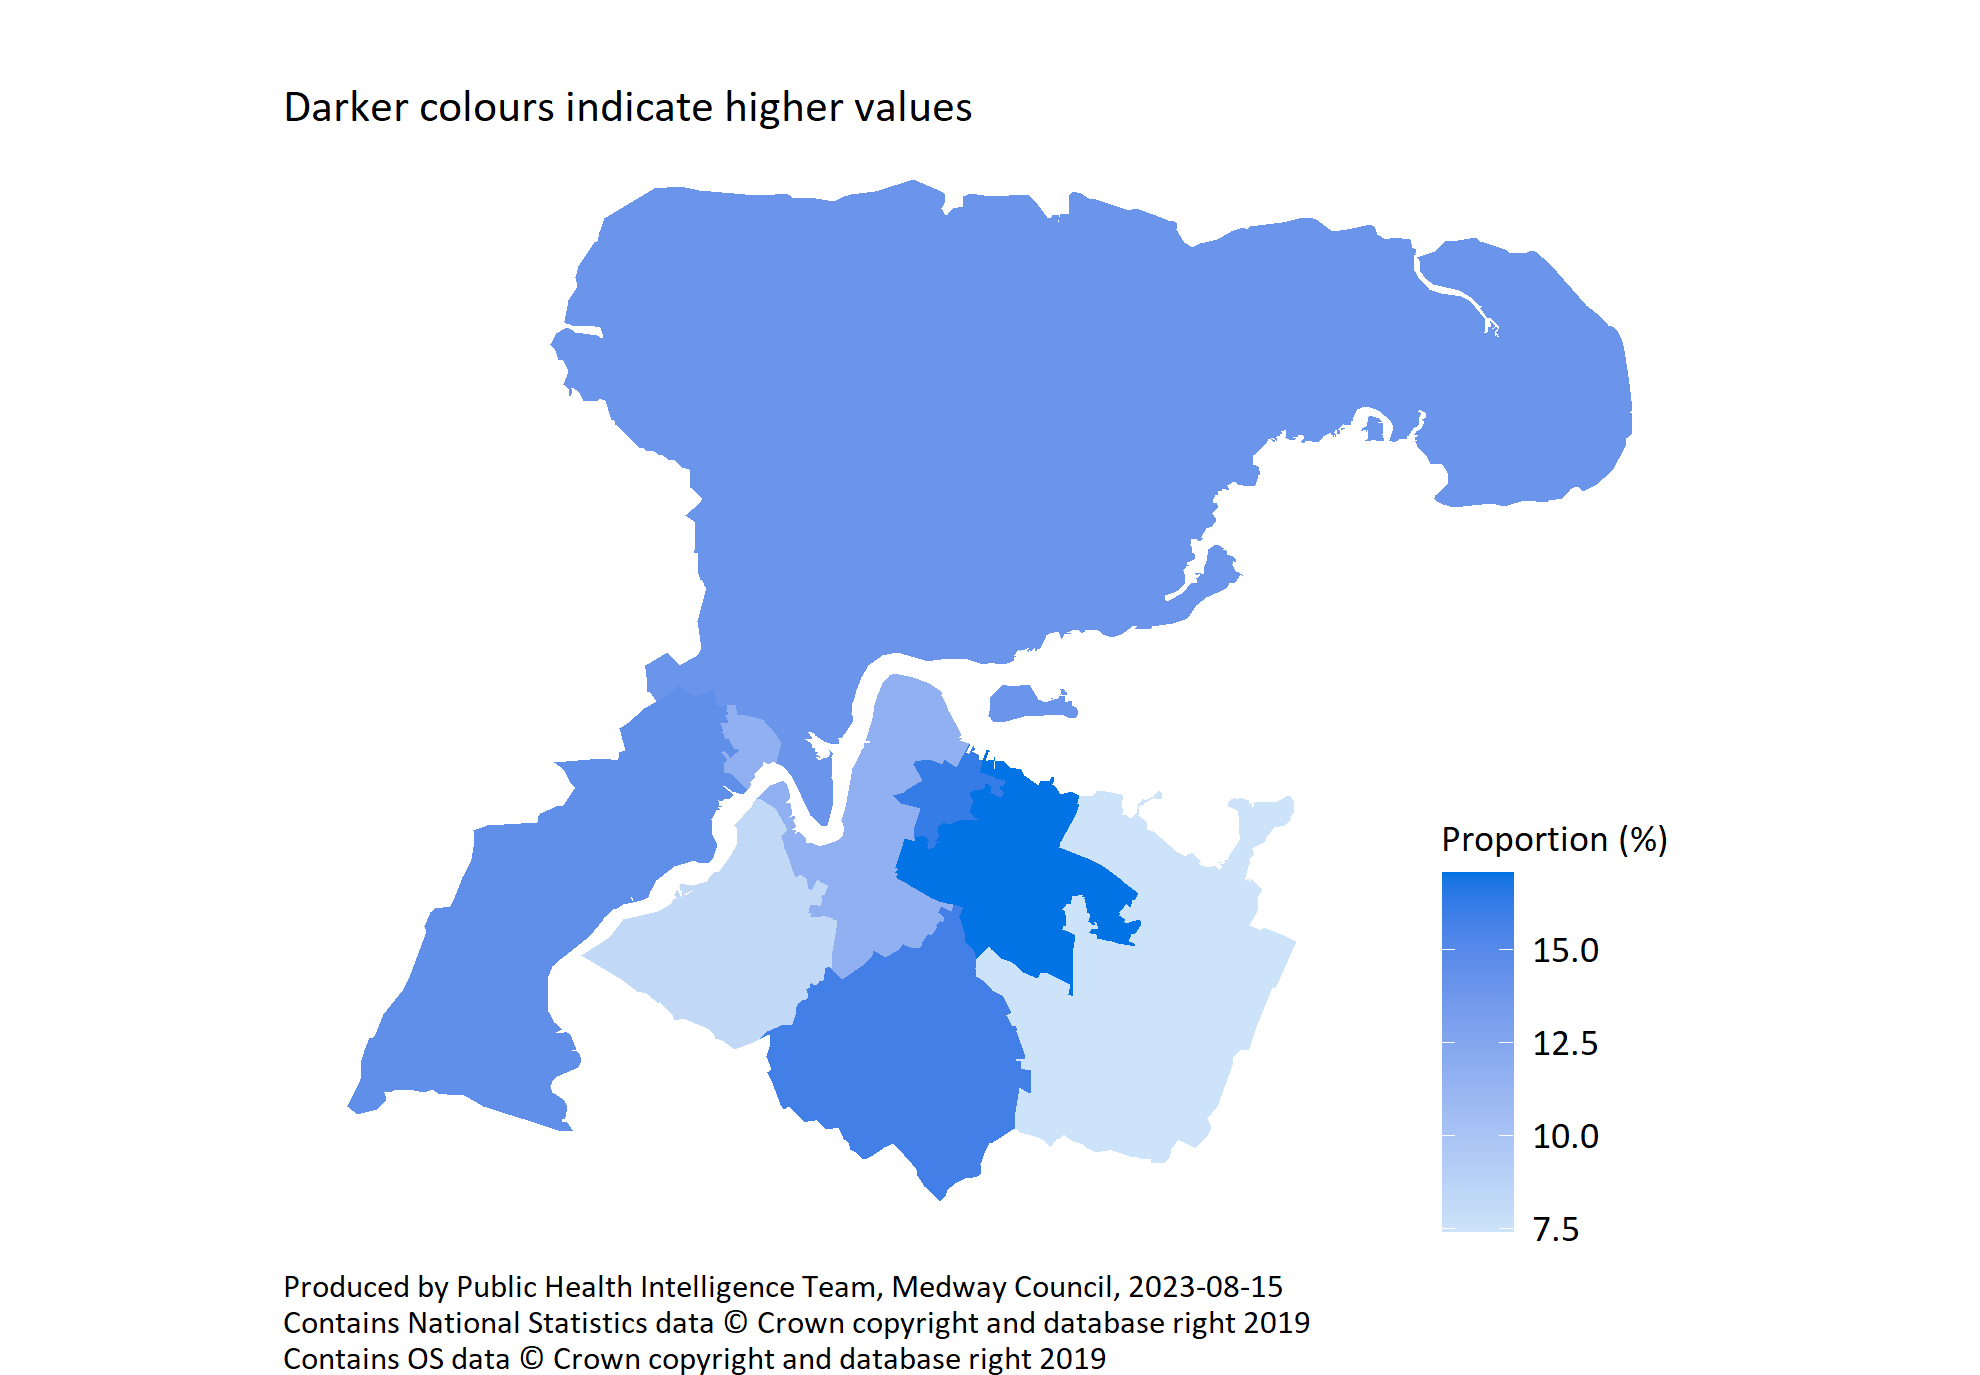 Darker colours indicate higher values
Proportion (%)
15.0
12.5
10.0
7.5
Produced by Public Health Intelligence Team, Medway Council, 2023-08-15
Contains National Statistics data © Crown copyright and database right 2019
Contains OS data © Crown copyright and database right 2019